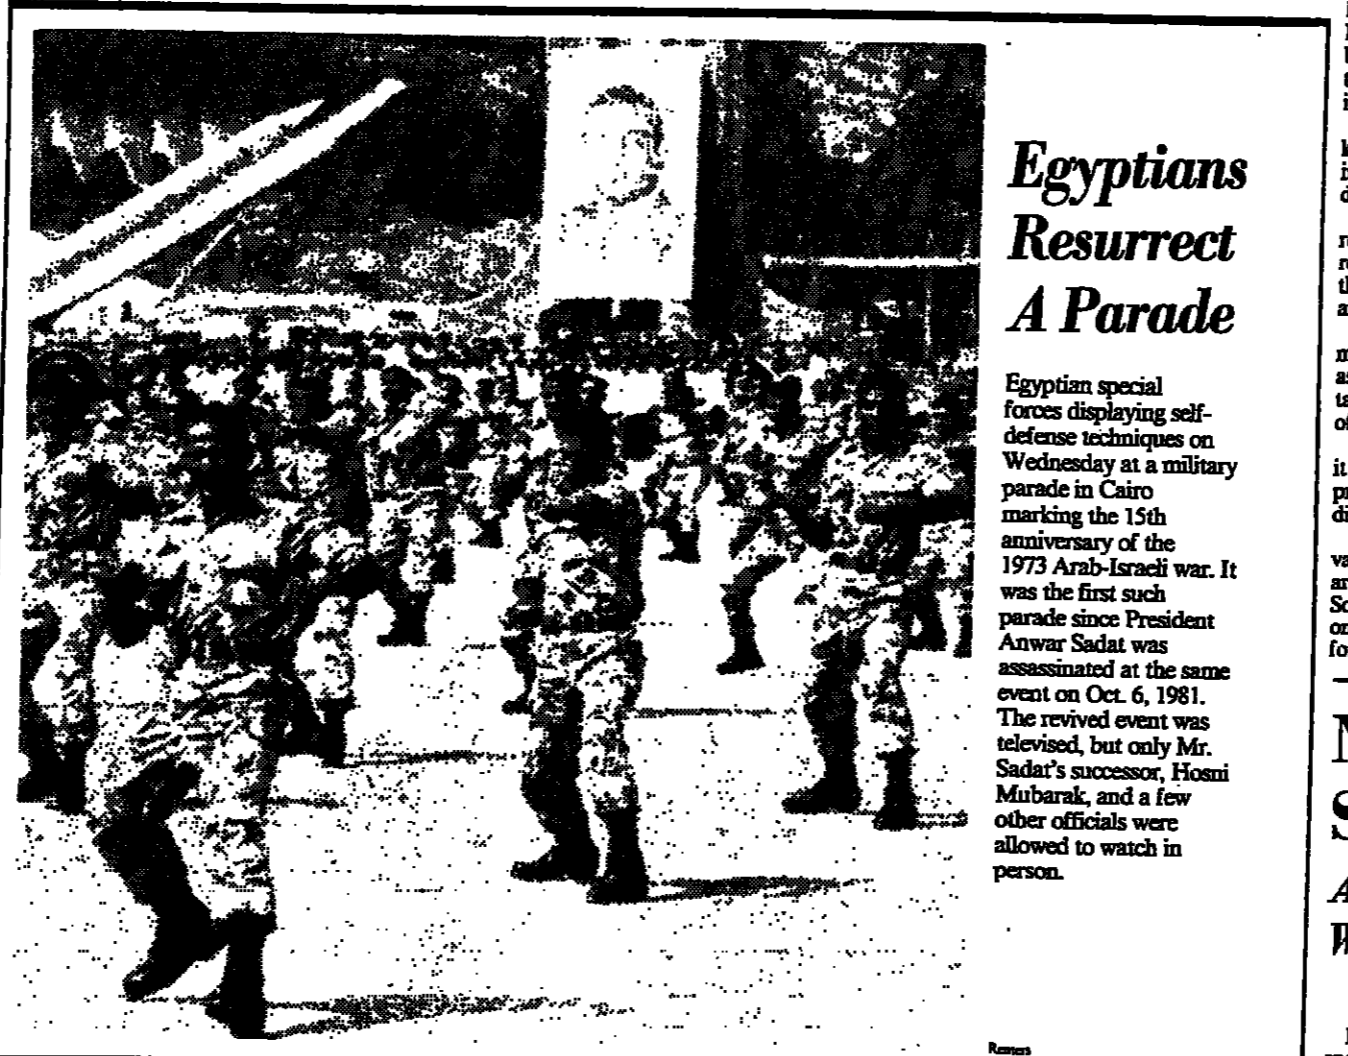 Egyptians
Resurrect
A Parade
Egyptian special
forces displaying self-
defense techniques on
Wednesday at a military
parade in Cairo
marking the 15th
anniversary of the
1973 Arab-Israeli war. It
was the first such
parade since President
Anwar Sadat was
assassinated at the same
event on Oct. 6, 1981.
The revived event was
televised, but only Mr.
Sadat's successor, Hosni
Mubarak, and a few
other officials were
allowed to watch in
person.
Reuters